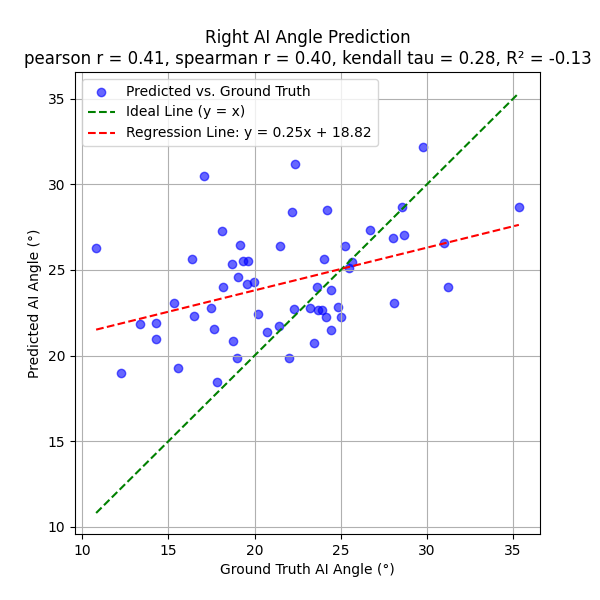 Right AI Angle Prediction
pearson r = 0.41, spearman r = 0.40, kendall tau = 0.28, R² = -0.13
Predicted vs. Ground Truth
Ideal Line (y = x)
Regression Line: y = 0.25x + 18.82
35
30
25
20
15
10
Predicted AI Angle (°)
10 15 20 25 30 35
Ground Truth AI Angle (°)